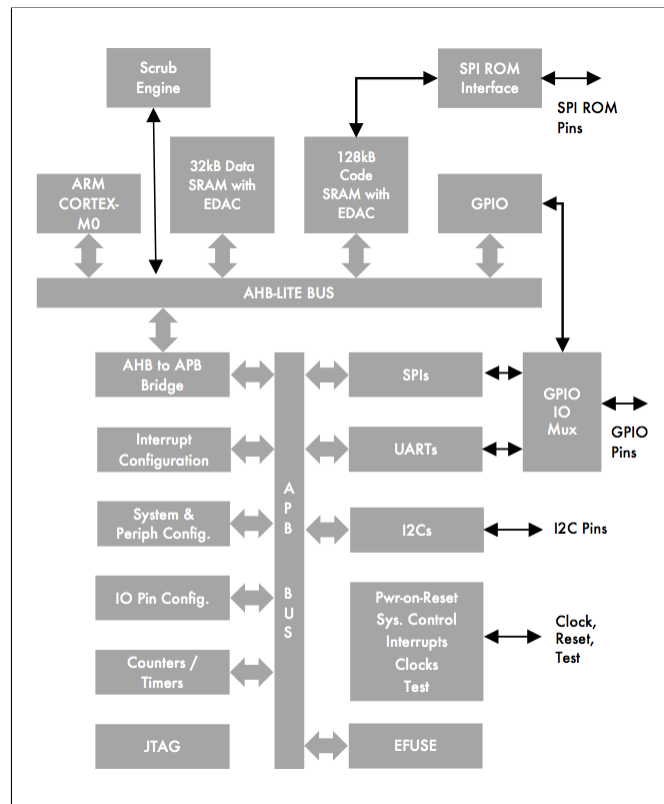 Scrub
Engine
SPI ROM
Interface
SPI ROM
Pins
ARM
CORTEX-
M0
32kB Data
SRAM with
EDAC
128kB
Code
SRAM with
EDAC
GPIO
AHB-LITE BUS
AHB to APB
Bridge
SPIs
GPIO
IO
Mux
GPIO
Pins
Interrupt
Configuration
UARTs
A
P
B
B
U
S
System &
Periph Config.
I2Cs
I2C Pins
IO Pin Config.
Pwr-on-Reset
Sys. Control
Interrupts
Clocks
Test
Clock,
Reset,
Test
Counters /
Timers
JTAG
EFUSE